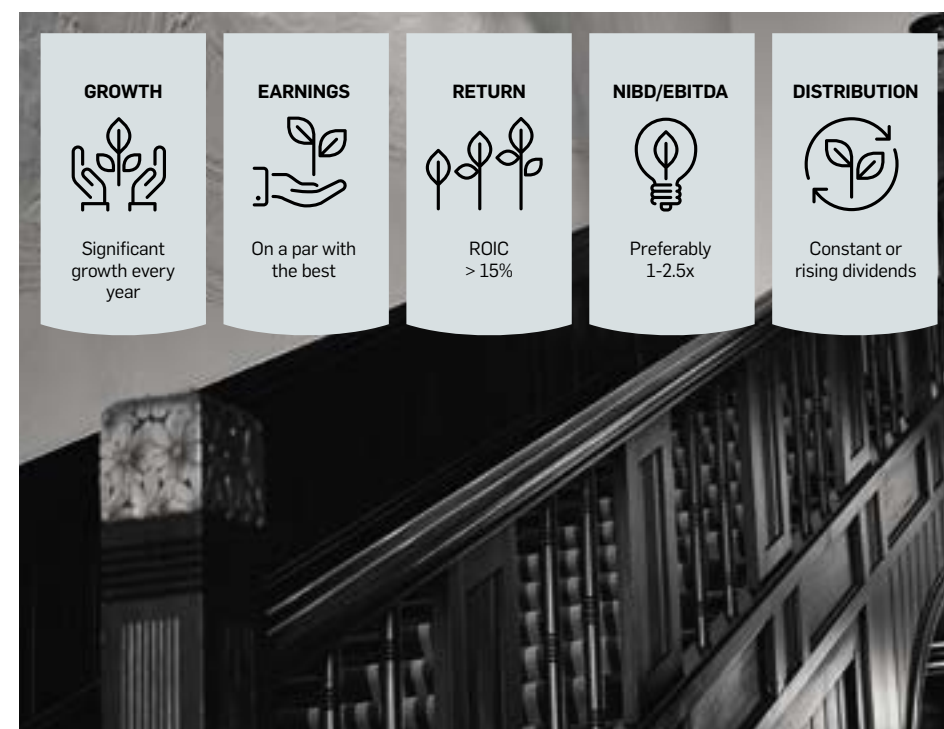 GROWTH
Significant
growth every
year
EARNINGS
On a par with
the best
RETURN
ROIC
> 15%
NIBD/EBITDA
Preferably
1-2.5x
DISTRIBUTION
Constant or
rising dividends